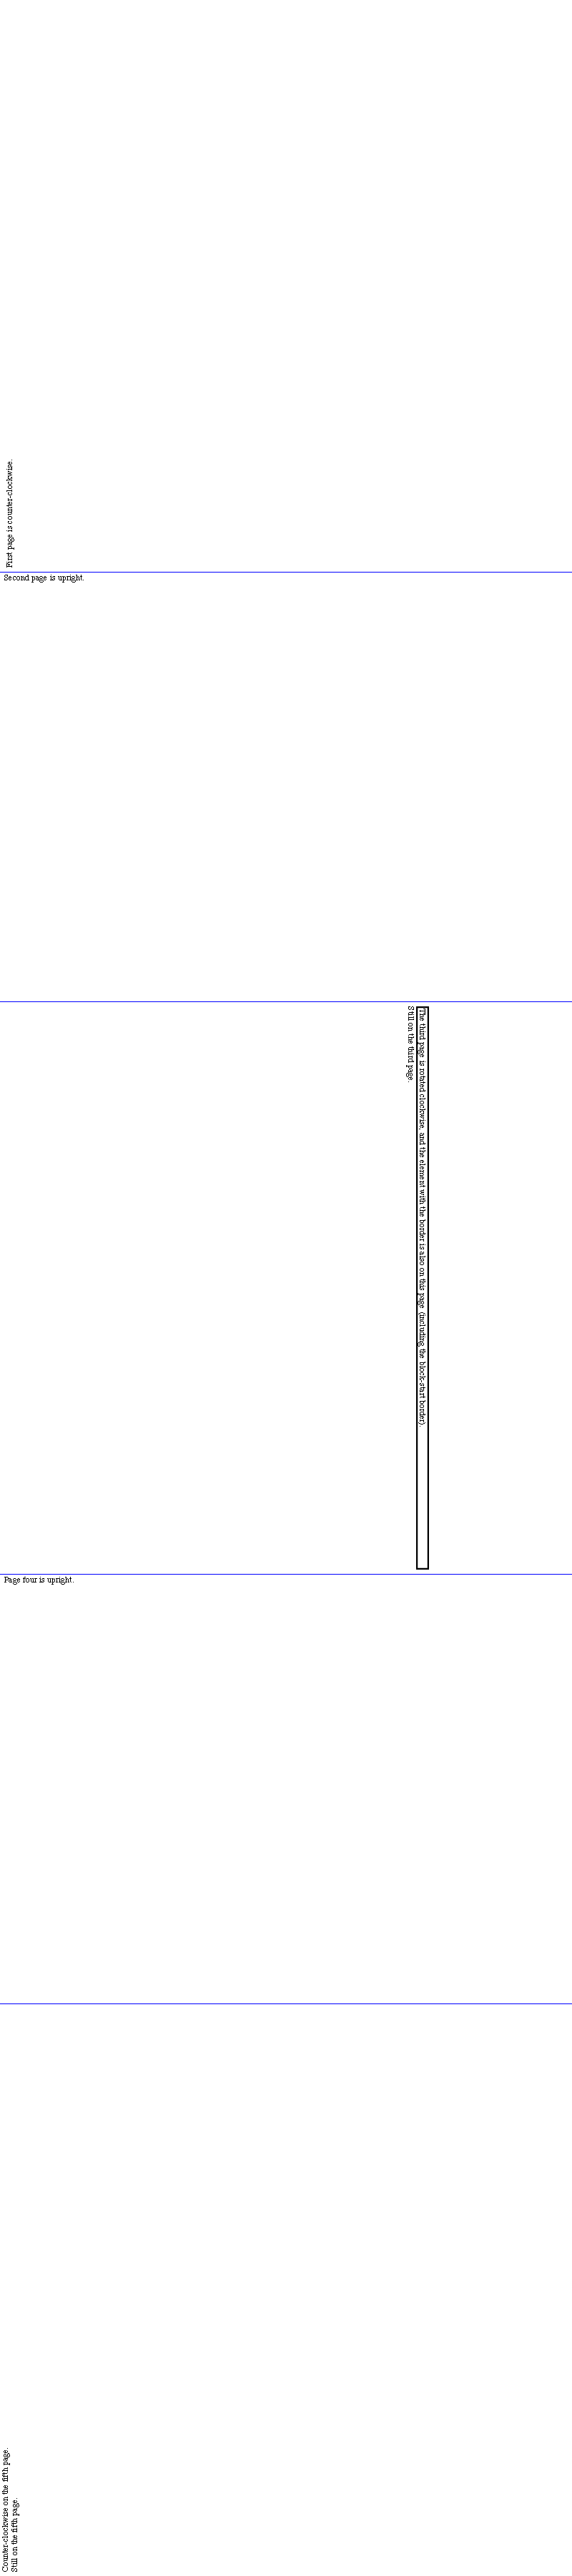 First page is counter-clockwise.
Second page is upright.
The third page is rotated clockwise, and the element with the border is also on this page (including the block-start border).
Still on the third page.
Page four is upright.
Counter-clockwise on the fifth page.
Still on the fifth page.